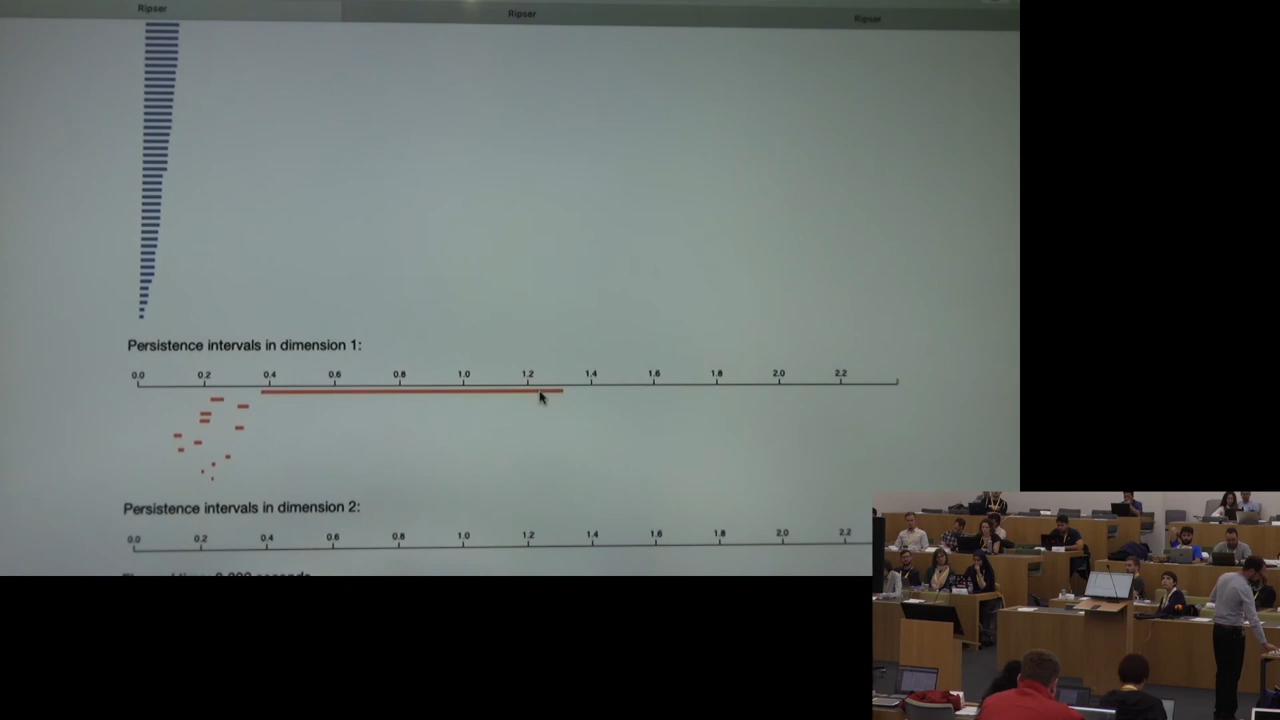 Ripser Ripser Ripser
Persistence intervals in dimension 1:
0.0 0.2 0.4 0.6 0.8 1.0 1.2 1.4 1.6 1.8 2.0 2.2
Persistence intervals in dimension 2:
0.0 0.2 0.4 0.6 0.8 1.0 1.2 1.4 1.6 1.8 2.0 2.2
seconds